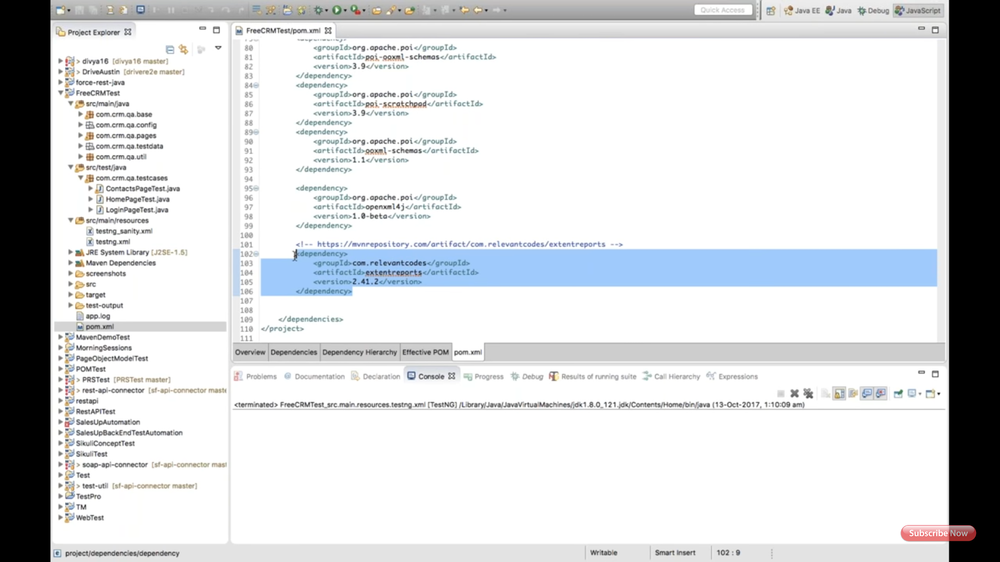 Quick Access
Java EE
Java
Debug
JavaScript
Project Explorer
divya16 [divya16 master]
> DriveAustin [drivere2e master]
force-rest-java
FreeCRMTest
src/main/java
com.crm.qa.base
com.crm.qa.config
com.crm.qa.pages
com.crm.qa.testdata
com.crm.qa.util
src/test/java
com.crm.qa.testcases
ContactsPageTest.java
HomePageTest.java
LoginPageTest.java
src/main/resources
testng_sanity.xml
testng.xml
JRE System Library [J2SE-1.5]
Maven Dependencies
screenshots
src
target
test-output
app.log
pom.xml
MavenDemoTest
MorningSessions
PageObjectModelTest
POMTest
> PRSTest [PRSTest master]
> rest-api-connector [sf-api-connector maste
restapi
RestAPITest
SalesUpAutomation
SalesUpBackEndTestAutomation
SikuliConceptTest
SikuliTest
> soap-api-connector [sf-api-connector mast
Test
> test-util [sf-api-connector master]
TestPro
TM
WebTest
FreeCRMTest/pom.xml
79 <dependency>
80 <groupId>org.apache.poi</groupId>
81 <artifactId>poi-ooxml-schemas</artifactId>
82 <version>3.9</version>
83 </dependency>
84 <dependency>
85 <groupId>org.apache.poi</groupId>
86 <artifactId>poi-scratchpad</artifactId>
87 <version>3.9</version>
88 </dependency>
89 <dependency>
90 <groupId>org.apache.poi</groupId>
91 <artifactId>ooxml-schemas</artifactId>
92 <version>1.1</version>
93 </dependency>
94
95 <dependency>
96 <groupId>org.apache.poi</groupId>
97 <artifactId>openxml4j</artifactId>
98 <version>1.0-beta</version>
99 </dependency>
100
101 <!-- https://mvnrepository.com/artifact/com.relevantcodes/extentreports -->
102 <dependency>
103 <groupId>com.relevantcodes</groupId>
104 <artifactId>extentreports</artifactId>
105 <version>2.41.2</version>
106 </dependency>
107
108
109 </dependencies>
110 </project>
111
Overview
Dependencies
Dependency Hierarchy
Effective POM
pom.xml
Problems
@ Documentation
Declaration
Console
Progress
Debug
Results of running suite
Call Hierarchy
Expressions
<terminated> FreeCRMTest_src.main.resources.testng.xml [TestNG] /Library/Java/JavaVirtualMachines/jdk1.8.0_121.jdk/Contents/Home/bin/java (13-Oct-2017, 1:10:09 am)
Subscribe Now
project/dependencies/dependency
Writable
Smart Insert
102 : 9